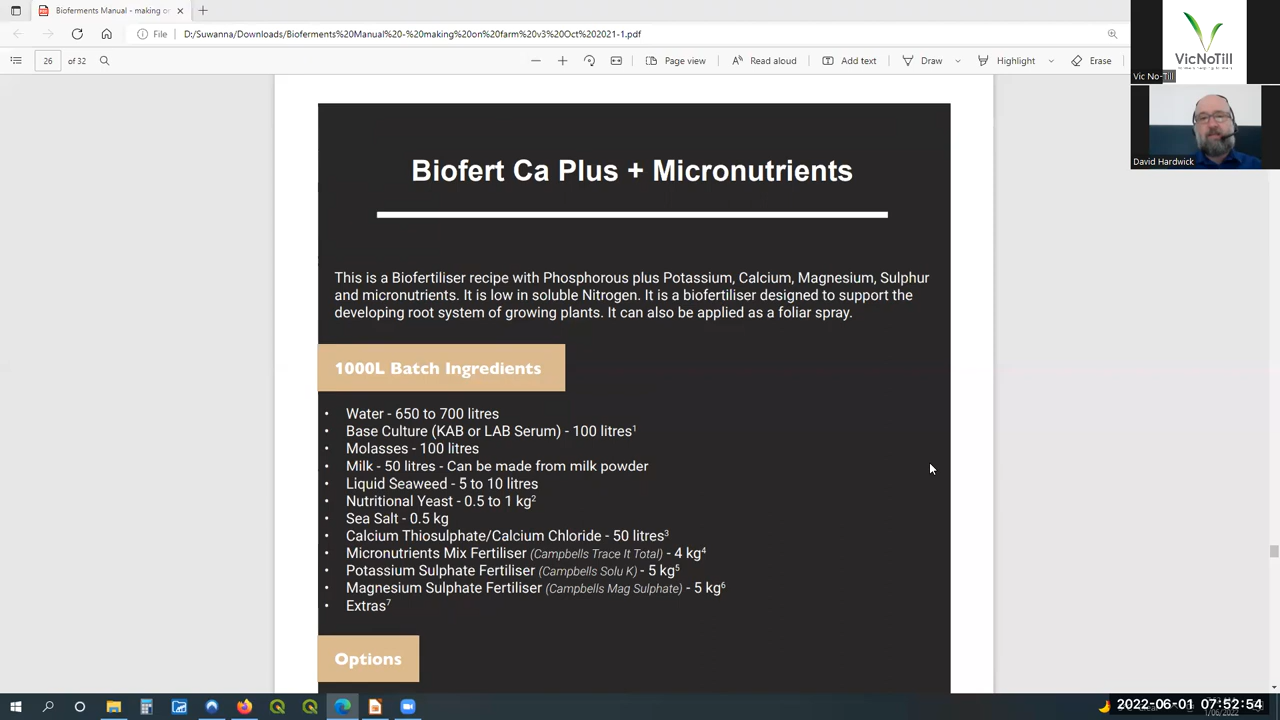 Bioferments Manual - making or
File
D:/Suwanna/Downloads/Bioferments%20Manual%20-%20making%20on%20farm%20v3%20Oct%202021-1.pdf
26 of 32
Page view
Read aloud
Add text
Draw
Highlight
Erase
VicNoTill
Vic No-Till
David Hardwick
Biofert Ca Plus + Micronutrients
This is a Biofertiliser recipe with Phosphorous plus Potassium, Calcium, Magnesium, Sulphur
and micronutrients. It is low in soluble Nitrogen. It is a biofertiliser designed to support the
developing root system of growing plants. It can also be applied as a foliar spray.
1000L Batch Ingredients
• Water - 650 to 700 litres
• Base Culture (KAB or LAB Serum) - 100 litres¹
• Molasses - 100 litres
• Milk - 50 litres - Can be made from milk powder
• Liquid Seaweed - 5 to 10 litres
• Nutritional Yeast - 0.5 to 1 kg²
• Sea Salt - 0.5 kg
• Calcium Thiosulphate/Calcium Chloride - 50 litres³
• Micronutrients Mix Fertiliser (Campbells Trace It Total) - 4 kg⁴
• Potassium Sulphate Fertiliser (Campbells Solu K) - 5 kg⁵
• Magnesium Sulphate Fertiliser (Campbells Mag Sulphate) - 5 kg⁶
• Extras⁷
Options
2022-06-01 07:52:54